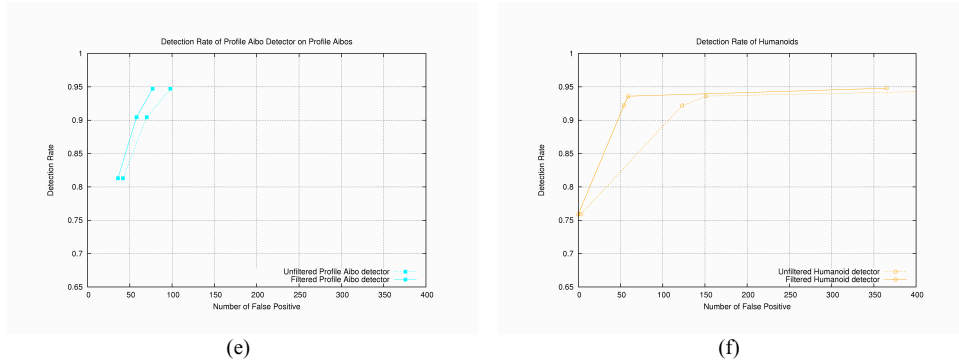 Detection Rate of Profile Aibo Detector on Profile Aibos
1
0.95
0.9
0.85
0.8
0.75
0.7
0.65
Detection Rate
Unfiltered Profile Aibo detector
Filtered Profile Aibo detector
0 50 100 150 200 250 300 350 400
Number of False Positive
(e)
Detection Rate of Humanoids
1
0.95
0.9
0.85
0.8
0.75
0.7
0.65
Detection Rate
Unfiltered Humanoid detector
Filtered Humanoid detector
0 50 100 150 200 250 300 350 400
Number of False Positive
(f)